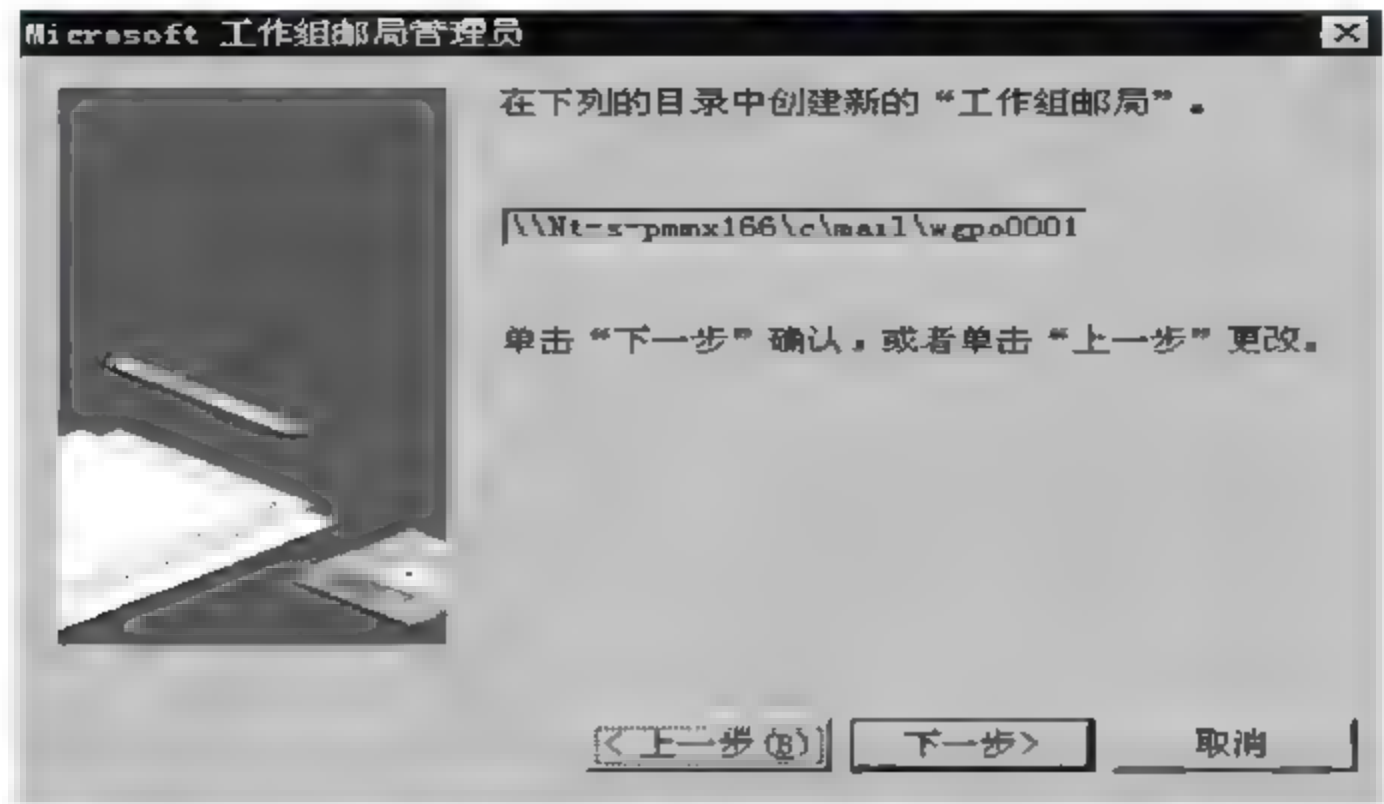 Microsoft 工作组邮局管理员
在下列的目录中创建新的“工作组邮局”。
\\Nt-s-pmmx166\c\mail\wgpo0001
单击“下一步”确认，或者单击“上一步”更改。
< 上一步(B) 下一步> 取消